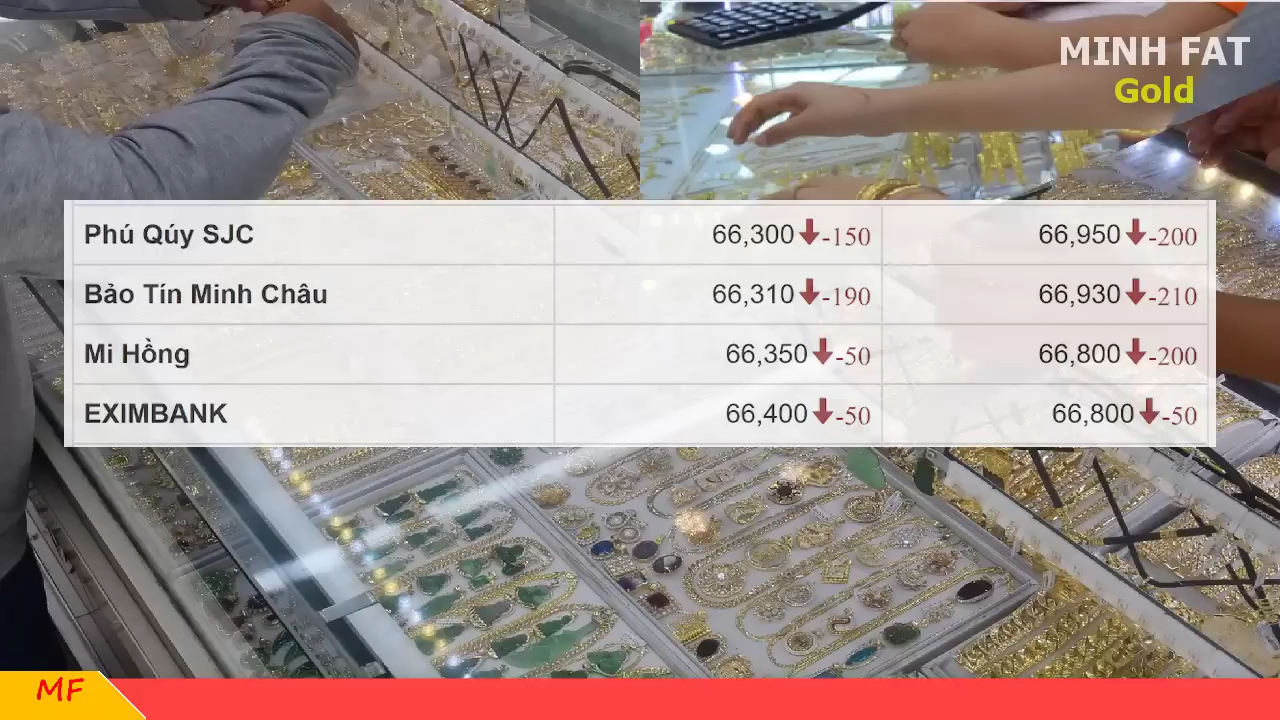 MINH FAT
Gold
Phú Qúy SJC 66,300 -150 66,950 -200
Bảo Tín Minh Châu 66,310 -190 66,930 -210
Mi Hồng 66,350 -50 66,800 -200
EXIMBANK 66,400 -50 66,800 -50
MF